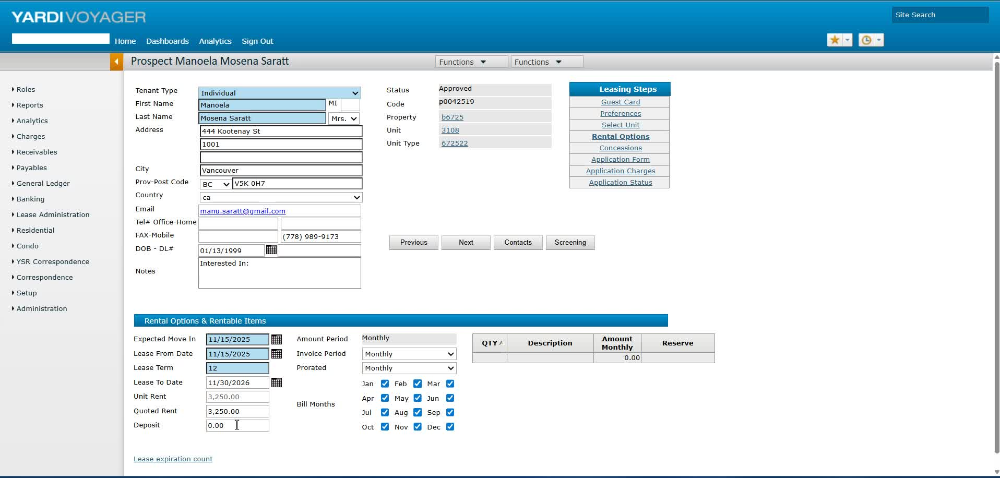 YARDI VOYAGER
Site Search
Home Dashboards Analytics Sign Out
Prospect Manoela Mosena Saratt
Functions Functions
Roles
Reports
Analytics
Charges
Receivables
Payables
General Ledger
Banking
Lease Administration
Residential
Condo
YSR Correspondence
Correspondence
Setup
Administration
Tenant Type Individual
First Name Manoela MI
Last Name Mosena Saratt Mrs.
Address 444 Kootenay St
1001
City Vancouver
Prov-Post Code BC V5K 0H7
Country ca
Email manu.saratt@gmail.com
Tel# Office-Home
FAX-Mobile (778) 989-9173
DOB - DL# 01/13/1999
Notes Interested In:
Status Approved
Code p0042519
Property b6725
Unit 3108
Unit Type 672522
Leasing Steps
Guest Card
Preferences
Select Unit
Rental Options
Concessions
Application Form
Application Charges
Application Status
Previous Next Contacts Screening
Rental Options & Rentable Items
Expected Move In 11/15/2025
Lease From Date 11/15/2025
Lease Term 12
Lease To Date 11/30/2026
Unit Rent 3,250.00
Quoted Rent 3,250.00
Deposit 0.00
Amount Period Monthly
Invoice Period Monthly
Prorated Monthly
Bill Months
Jan Feb Mar
Apr May Jun
Jul Aug Sep
Oct Nov Dec
QTY Description Amount Monthly Reserve
0.00
Lease expiration count